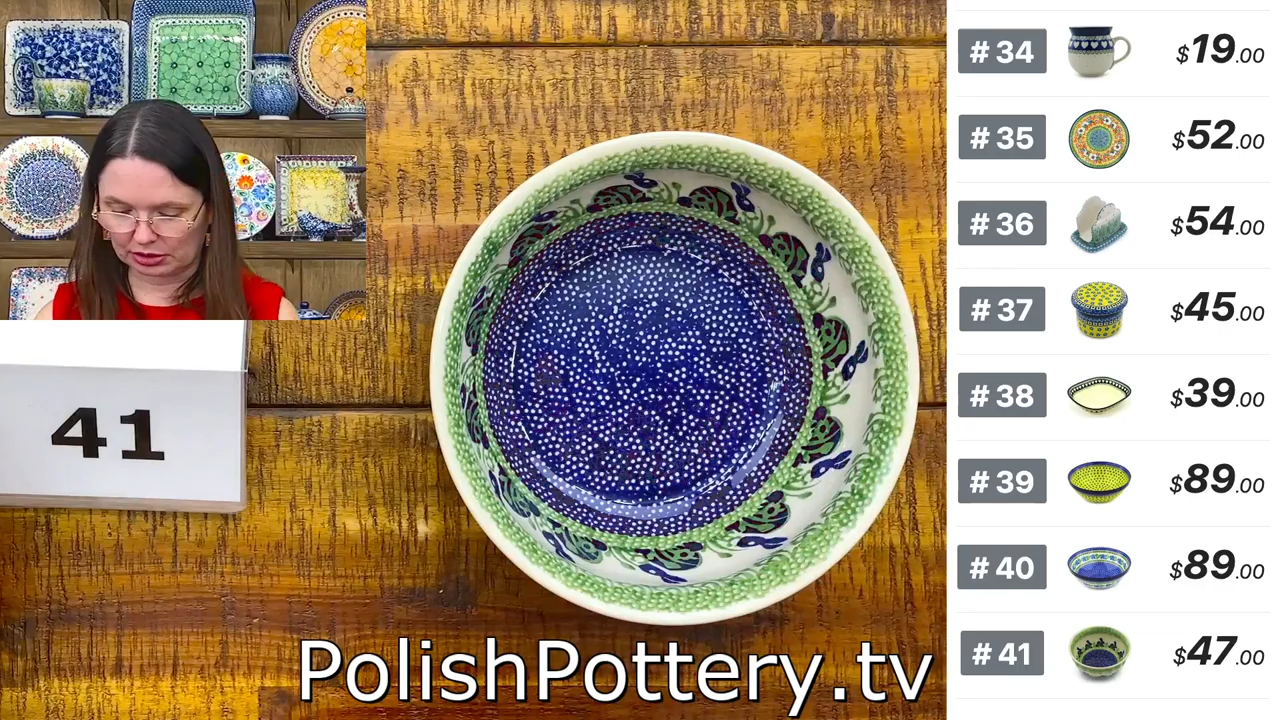 41
PolishPottery.tv
# 34 $19.00
# 35 $52.00
# 36 $54.00
# 37 $45.00
# 38 $39.00
# 39 $89.00
# 40 $89.00
# 41 $47.00